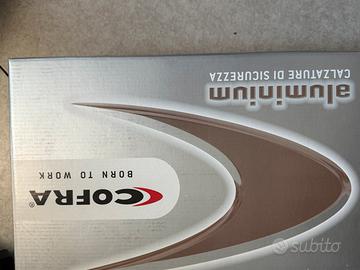 COFRA®
BORN TO WORK
aluminium
CALZATURE DI SICUREZZA
subito